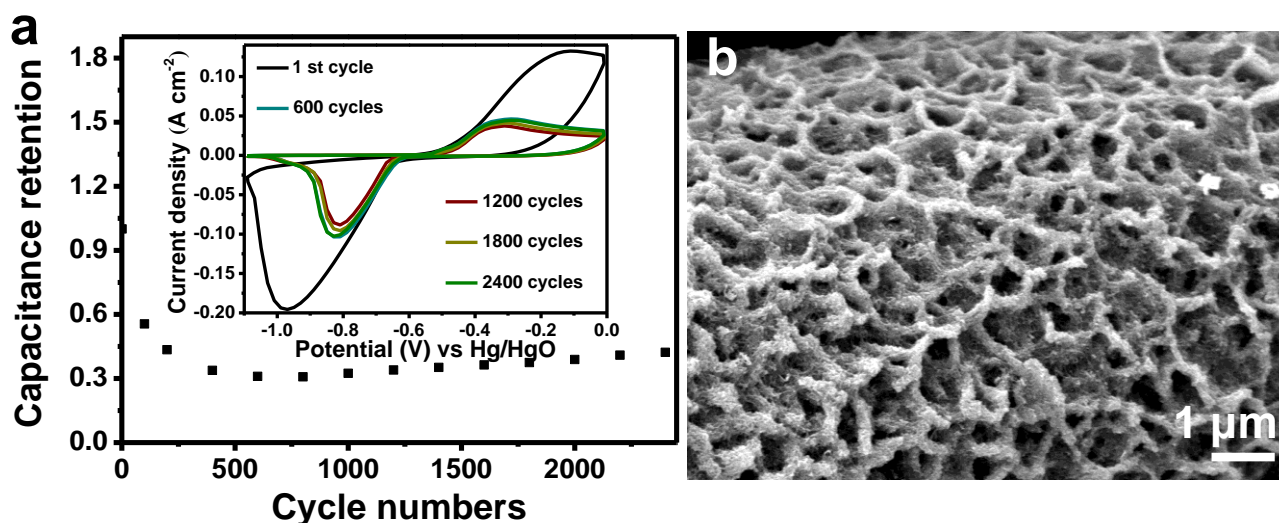 a
Capacitance retention
1.8
1.5
1.2
0.9
0.6
0.3
0.0
0
500
1000
1500
2000
Cycle numbers
Current density (A cm-2)
0.10
0.05
0.00
-0.05
-0.10
-0.15
-0.20
1 st cycle
600 cycles
1200 cycles
1800 cycles
2400 cycles
-1.0
-0.8
-0.6
-0.4
-0.2
0.0
Potential (V) vs Hg/HgO
b
1 μm